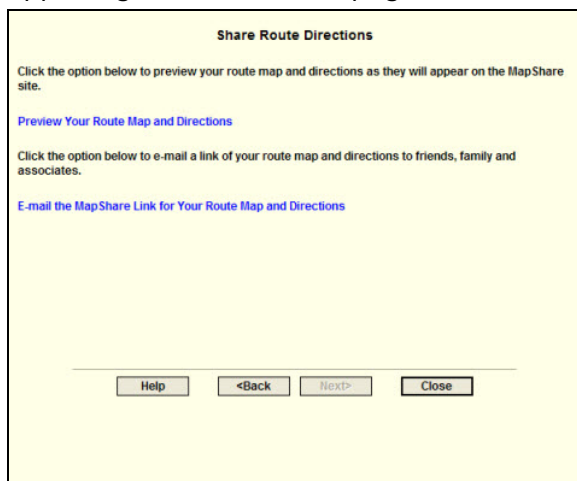 Share Route Directions
Click the option below to preview your route map and directions as they will appear on the MapShare
site.
Preview Your Route Map and Directions
Click the option below to e-mail a link of your route map and directions to friends, family and
associates.
E-mail the MapShare Link for Your Route Map and Directions
Help <Back Next> Close